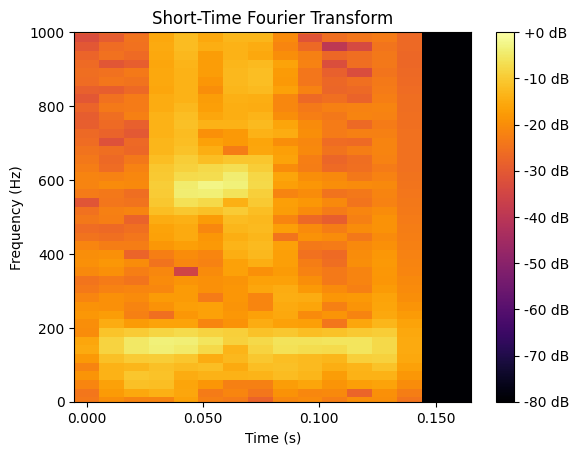 Short-Time Fourier Transform
1000
800
600
400
200
0
Frequency (Hz)
0.000
0.050
0.100
0.150
Time (s)
+0 dB
-10 dB
-20 dB
-30 dB
-40 dB
-50 dB
-60 dB
-70 dB
-80 dB